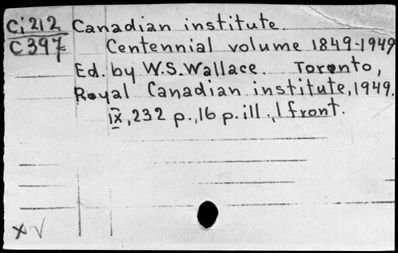 Ci212 Canadian institute.
C397 Centennial volume 1849-1949
Ed. by W.S. Wallace. Toronto,
Royal Canadian institute, 1949.
IX, 232 p., 16 p. ill., 1 front.
x √